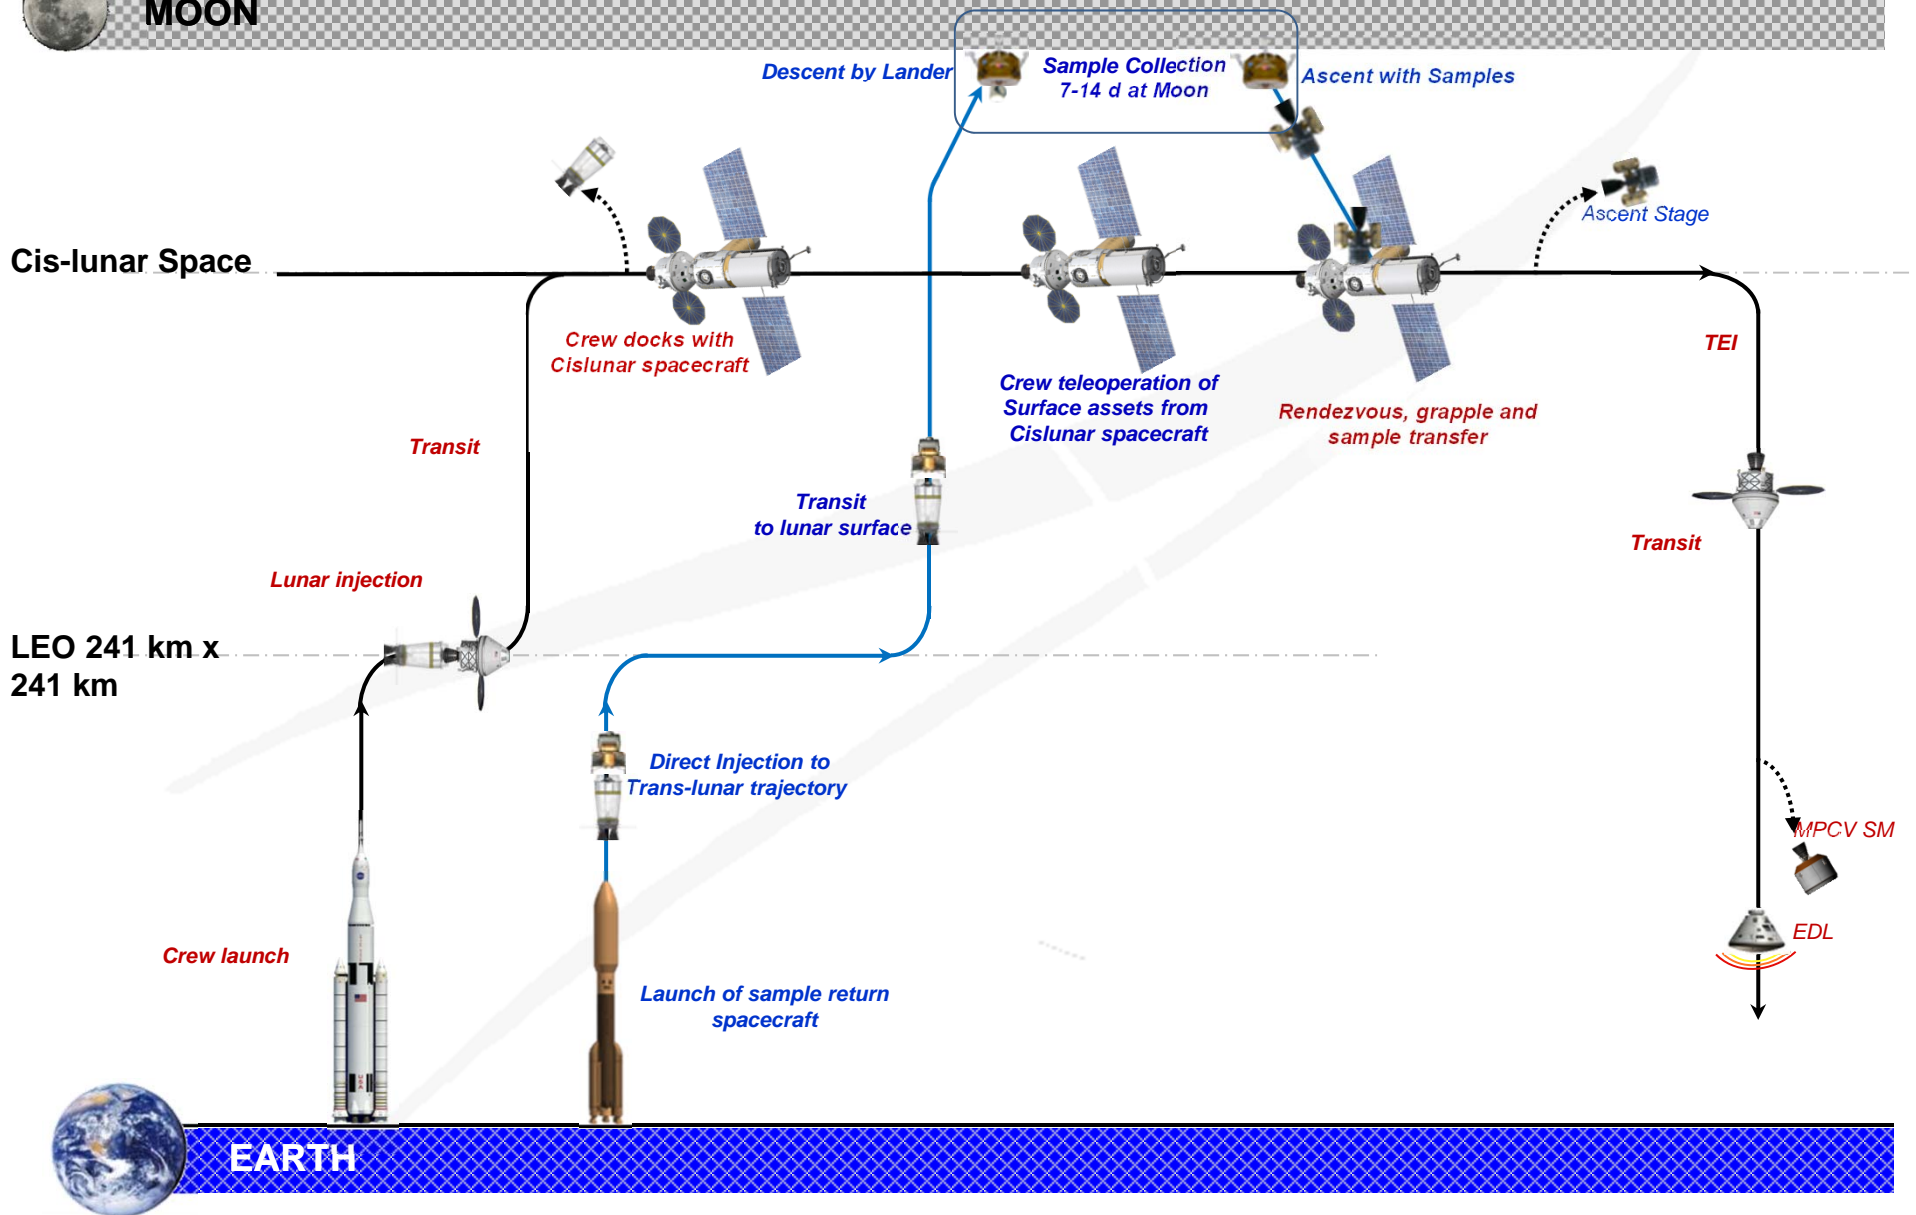 MOON
Descent by Lander
Sample Collection
7-14 d at Moon
Ascent with Samples
Ascent Stage
Cis-lunar Space
Crew docks with
Cislunar spacecraft
TEI
Crew teleoperation of
Surface assets from
Cislunar spacecraft
Rendezvous, grapple and
sample transfer
Transit
Transit
to lunar surface
Transit
Lunar injection
LEO 241 km x
241 km
Direct Injection to
Trans-lunar trajectory
MPCV SM
EDL
Crew launch
Launch of sample return
spacecraft
USA
EARTH